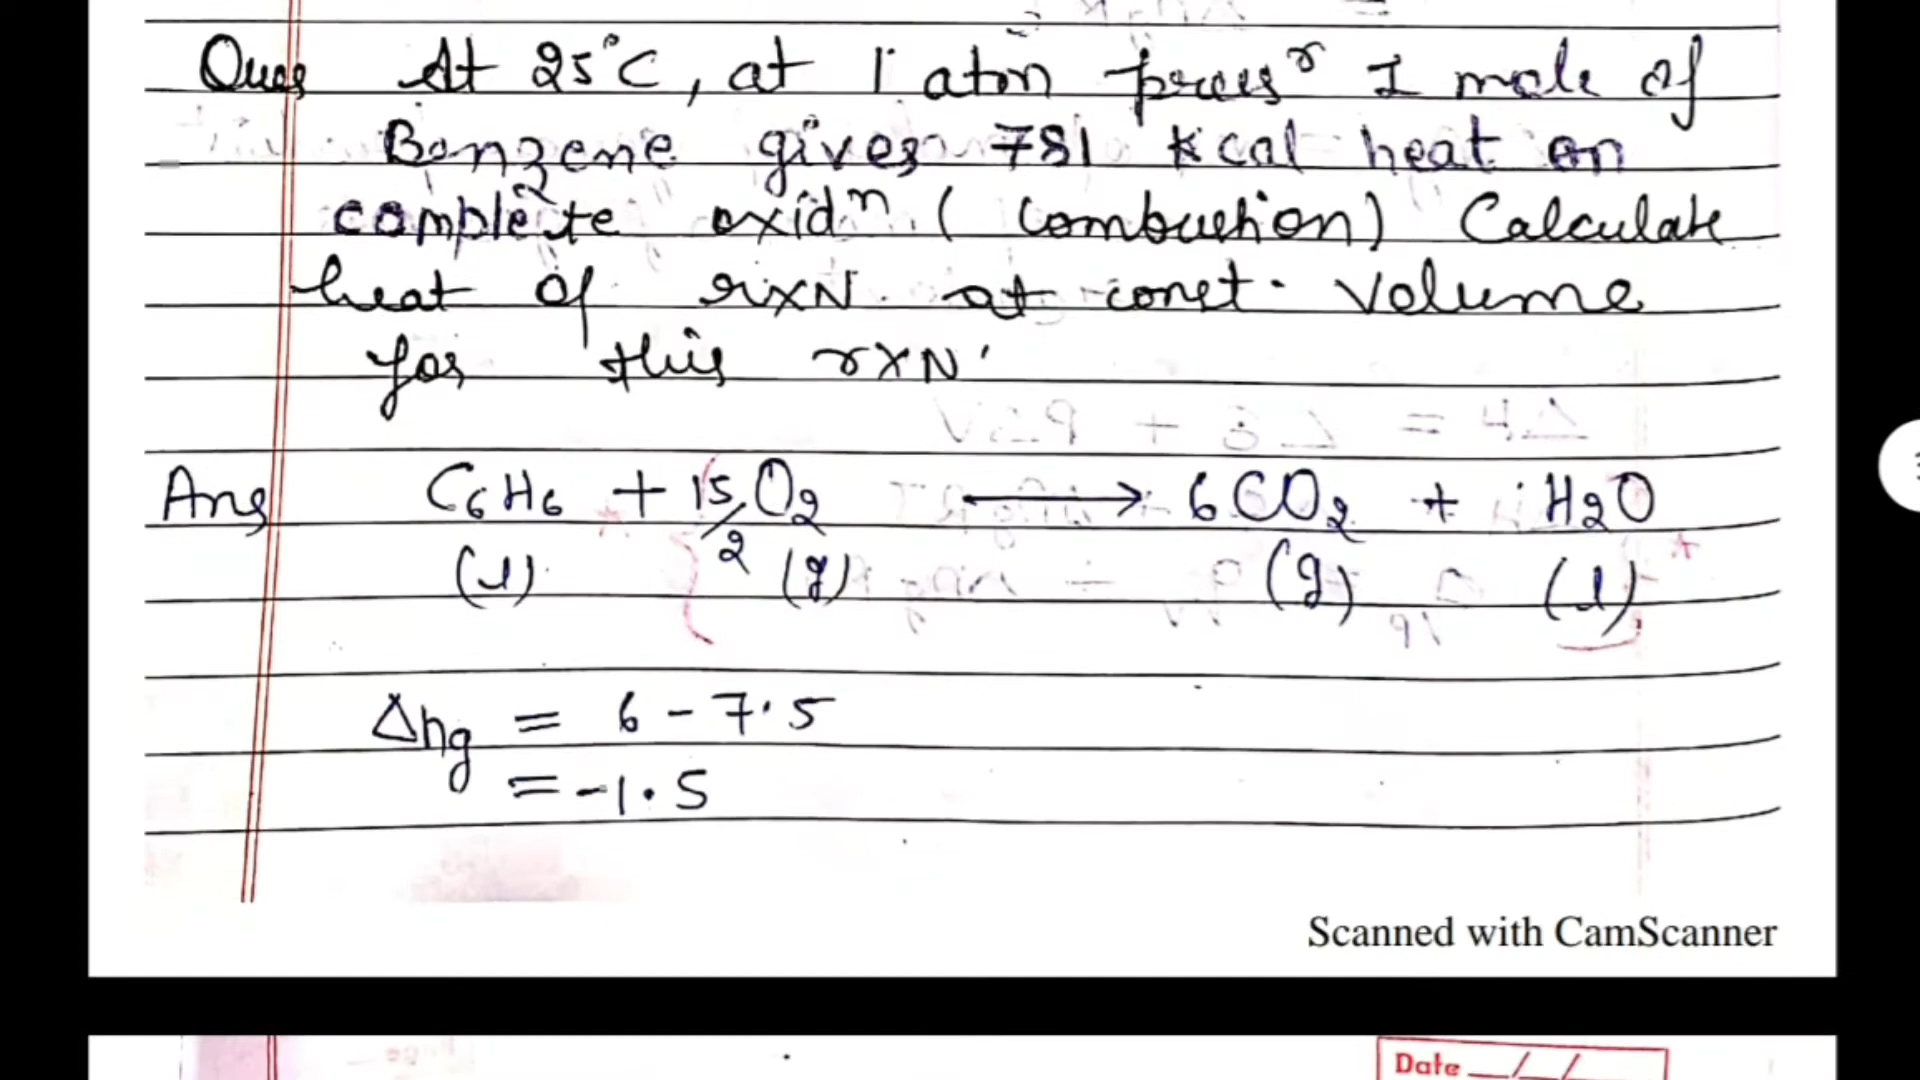 Ques At 25°C, at 1 atm pressʳ 1 mole of
Benzene gives 781 Kcal heat on
complete oxidⁿ. (Combustion) Calculate
heat of rxN. at const. Volume
for this rxN.
Ans C6H6 + 15/2 O2 ⟶ 6CO2 + H2O
(l) (g) (g) (l)
Δng = 6 - 7.5
= -1.5
Scanned with CamScanner
Date __/__/